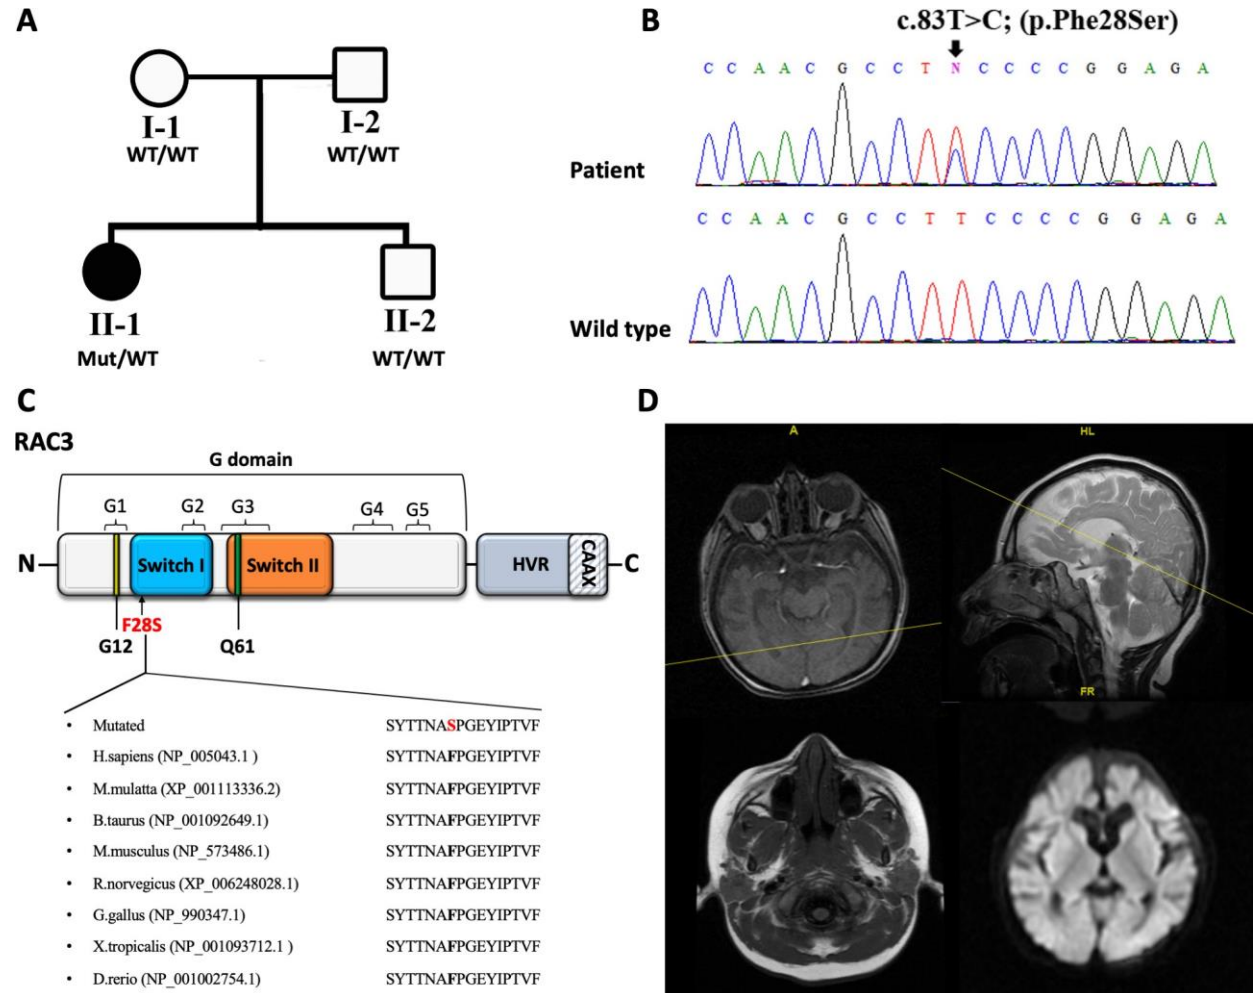 A
I-1
WT/WT
I-2
WT/WT
II-1
Mut/WT
II-2
WT/WT
B
c.83T>C; (p.Phe28Ser)
C C A A C G C C T N C C C C G G A G A
Patient
C C A A C G C C T T C C C C G G A G A
Wild type
C
RAC3
G domain
G1 G2 G3 G4 G5
N Switch I Switch II HVR CAAX C
F28S
G12 Q61
• Mutated SYTTNASPGEYIPTVF
• H.sapiens (NP_005043.1 ) SYTTNAFPGEYIPTVF
• M.mulatta (XP_001113336.2) SYTTNAFPGEYIPTVF
• B.taurus (NP_001092649.1) SYTTNAFPGEYIPTVF
• M.musculus (NP_573486.1) SYTTNAFPGEYIPTVF
• R.norvegicus (XP_006248028.1) SYTTNAFPGEYIPTVF
• G.gallus (NP_990347.1) SYTTNAFPGEYIPTVF
• X.tropicalis (NP_001093712.1 ) SYTTNAFPGEYIPTVF
• D.rerio (NP_001002754.1) SYTTNAFPGEYIPTVF
D
A
HL
FR